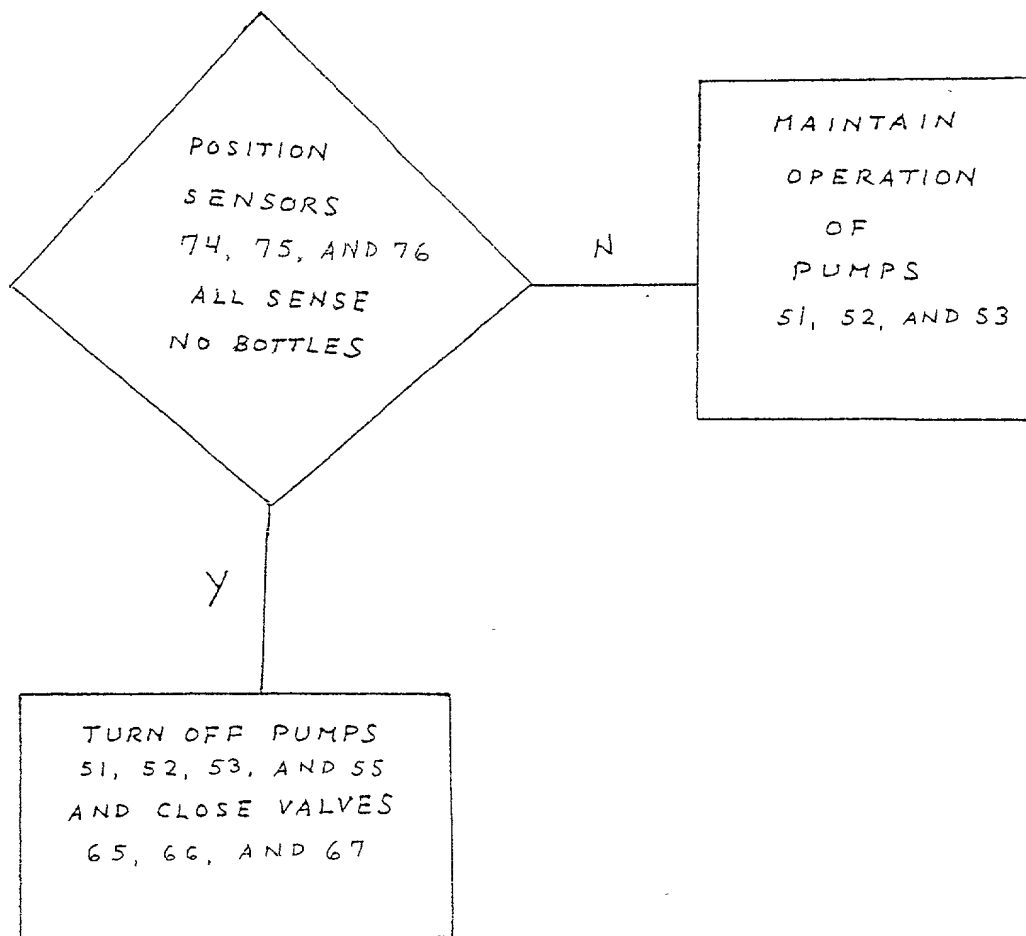 POSITION
SENSORS
74, 75, AND 76
ALL SENSE
NO BOTTLES
N
MAINTAIN
OPERATION
OF
PUMPS
51, 52, AND 53
Y
TURN OFF PUMPS
51, 52, 53, AND 55
AND CLOSE VALVES
65, 66, AND 67